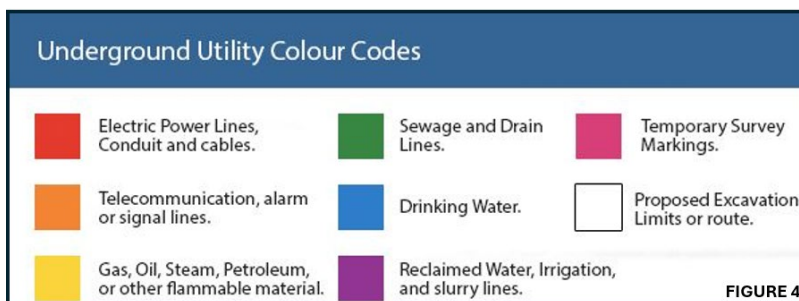 Underground Utility Colour Codes
Electric Power Lines,
Conduit and cables.
Sewage and Drain
Lines.
Temporary Survey
Markings.
Telecommunication, alarm
or signal lines.
Drinking Water.
Proposed Excavation
Limits or route.
Gas, Oil, Steam, Petroleum,
or other flammable material.
Reclaimed Water, Irrigation,
and slurry lines.
FIGURE 4